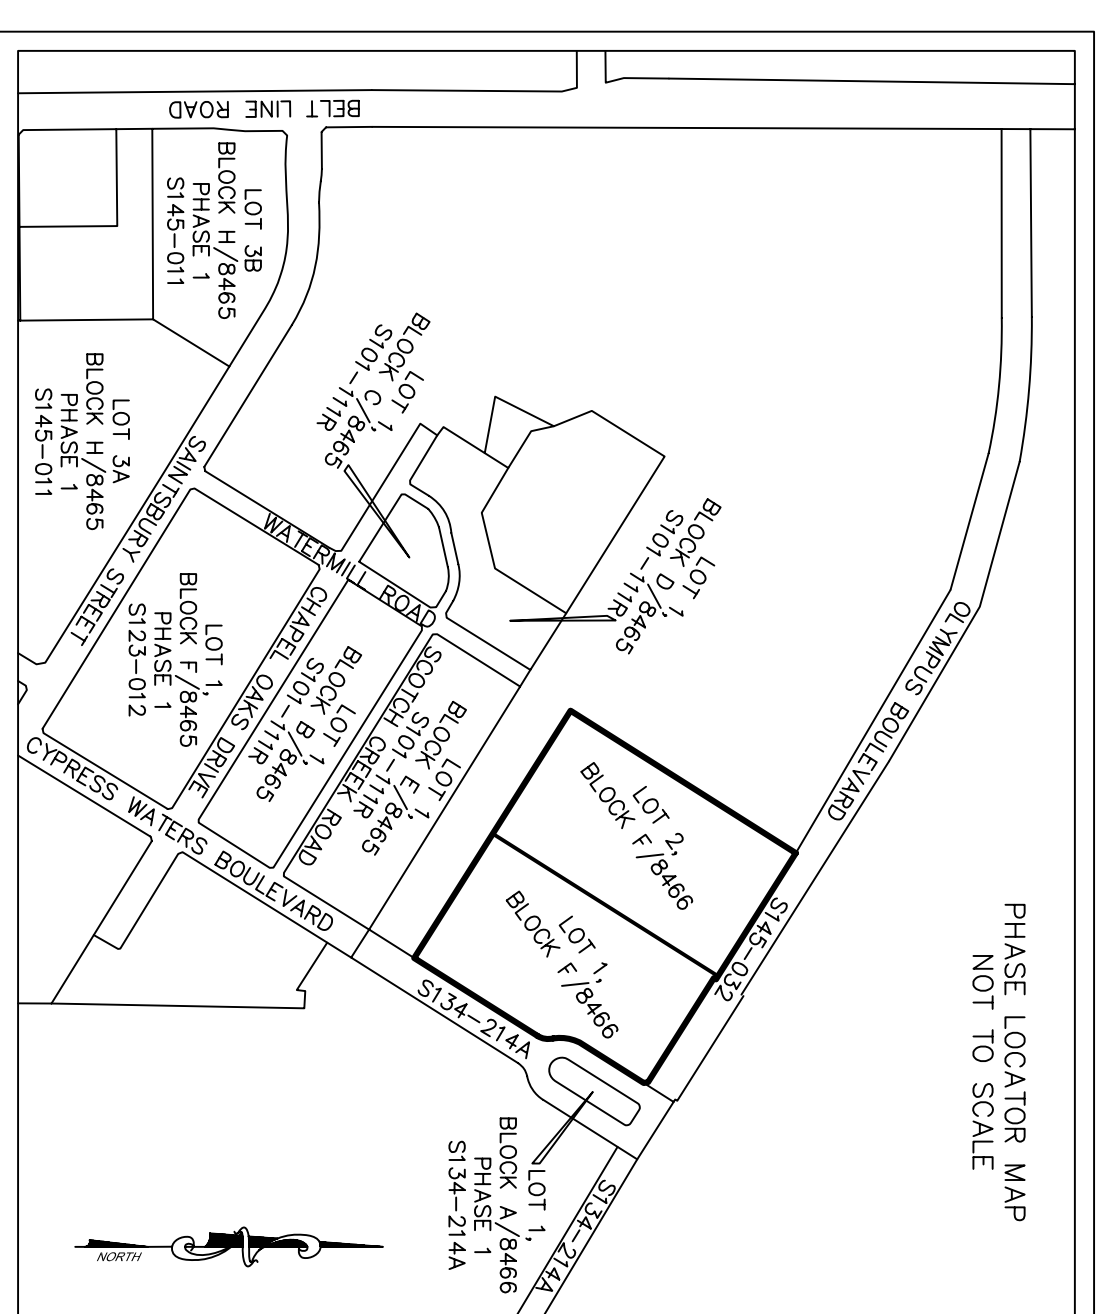 PHASE LOCATOR MAP
NOT TO SCALE
BELT LINE ROAD
LOT 3B
BLOCK H/8465
PHASE 1
S145-011
LOT 3A
BLOCK H/8465
PHASE 1
S145-011
LOT 1,
BLOCK C/8465
S101-111R
LOT 1,
BLOCK D/8465
S101-111R
SAINTSBURY STREET
WATERMILL ROAD
OLYMPUS BOULEVARD
LOT 1,
BLOCK F/8465
PHASE 1
S123-012
CHAPEL OAKS DRIVE
LOT 1,
BLOCK B/8465
S101-111R
SCOTCH CREEK ROAD
LOT 1,
BLOCK E/8465
S101-111R
CYPRESS WATERS BOULEVARD
LOT 2,
BLOCK F/8466
LOT 1,
BLOCK F/8466
S145-032
S134-214A
LOT 1,
BLOCK A/8466
PHASE 1
S134-214A
S134-214A
NORTH